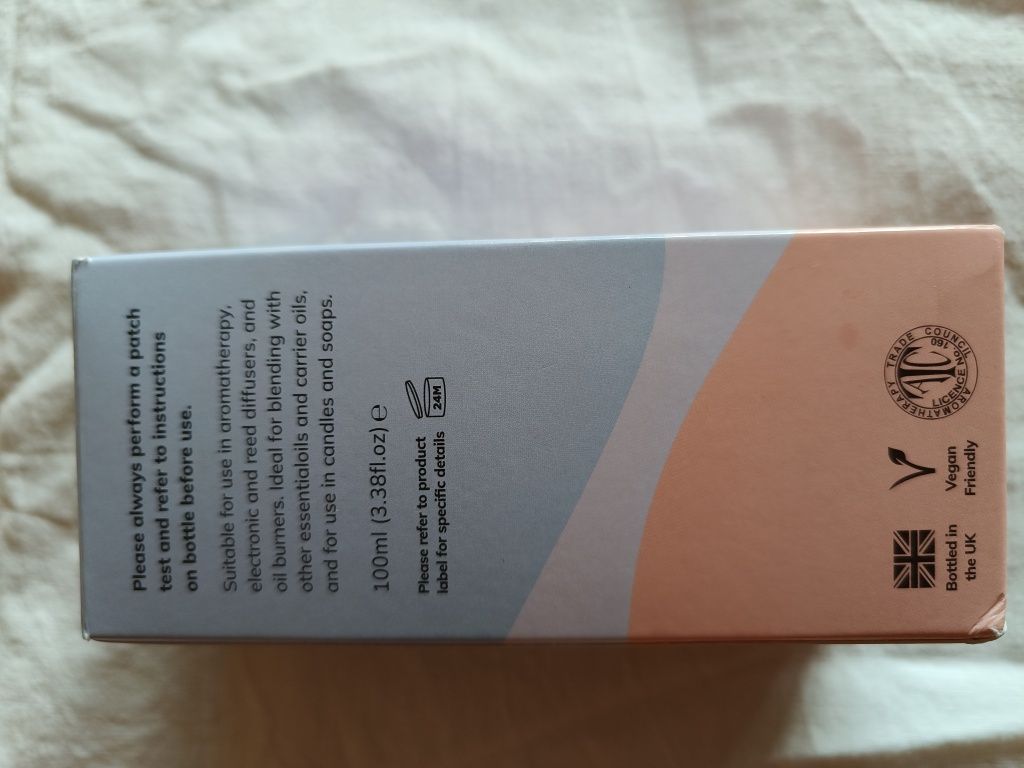 Please always perform a patch
test and refer to instructions
on bottle before use.
Suitable for use in aromatherapy,
electronic and reed diffusers, and
oil burners. Ideal for blending with
other essentialoils and carrier oils,
and for use in candles and soaps.
100ml (3.38fl.oz) ℮
Please refer to product
label for specific details
24M
Bottled in
the UK
Vegan
Friendly
AROMATHERAPY TRADE COUNCIL
ATC
LICENCE No. 160